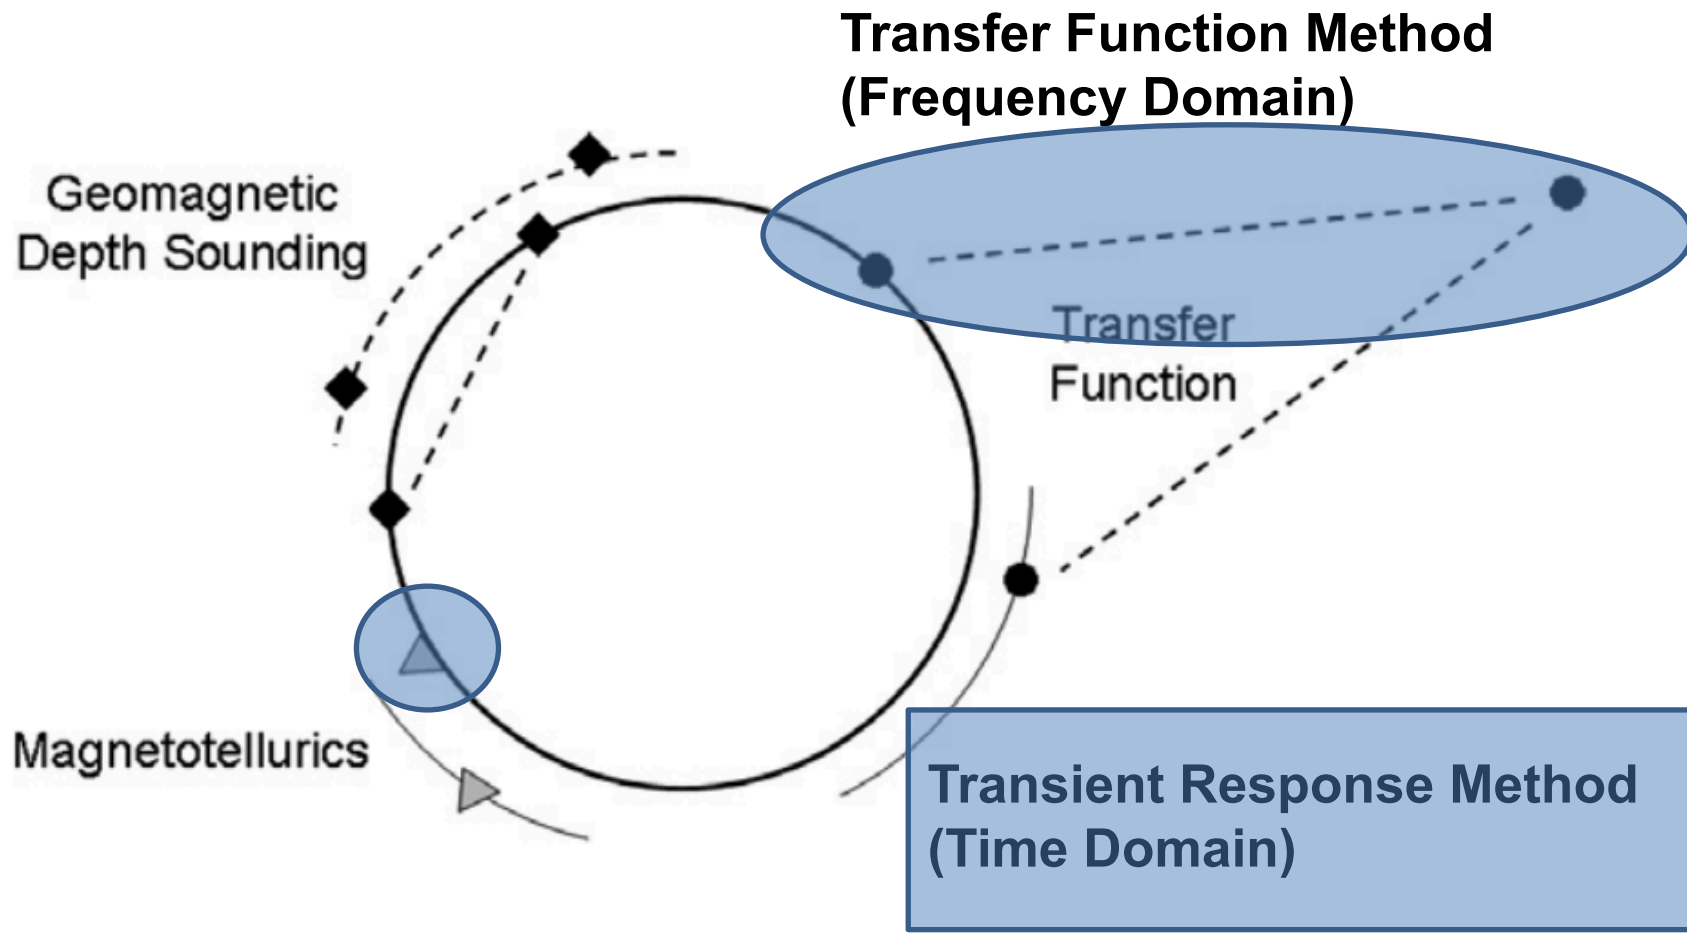 Transfer Function Method
(Frequency Domain)
Geomagnetic
Depth Sounding
Transfer
Function
Magnetotellurics
Transient Response Method
(Time Domain)